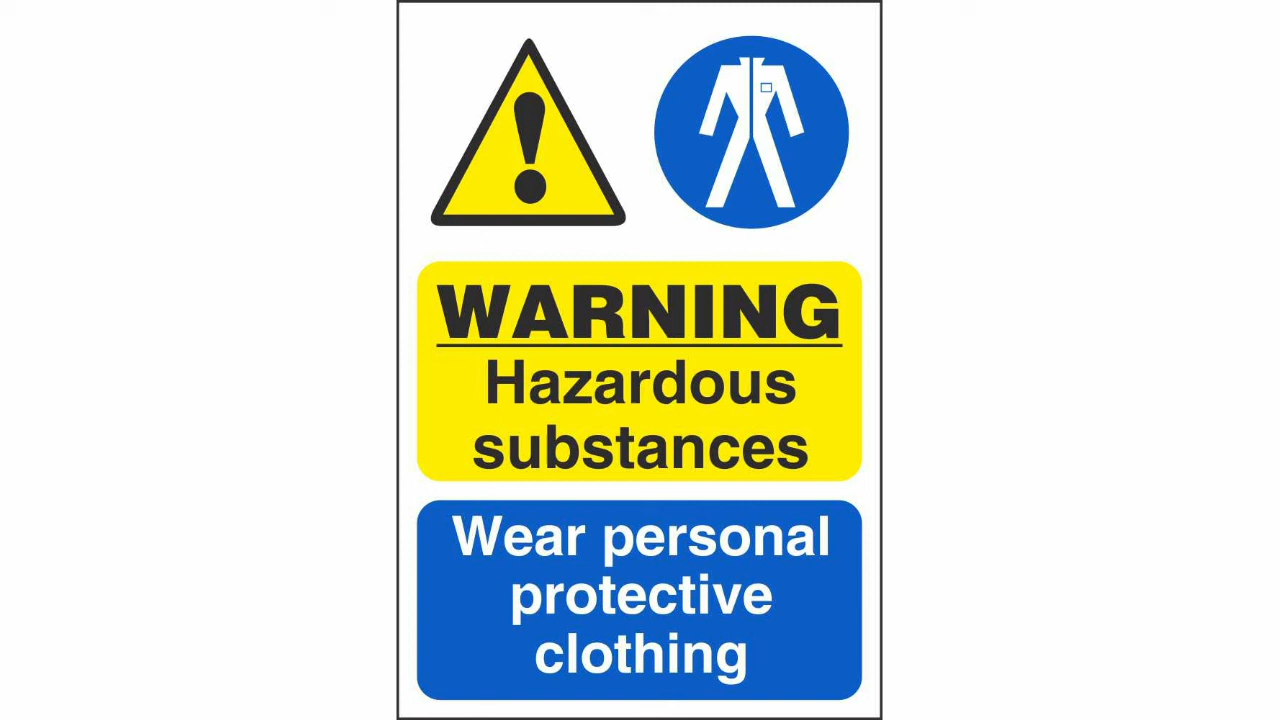 WARNING
Hazardous
substances
Wear personal
protective
clothing